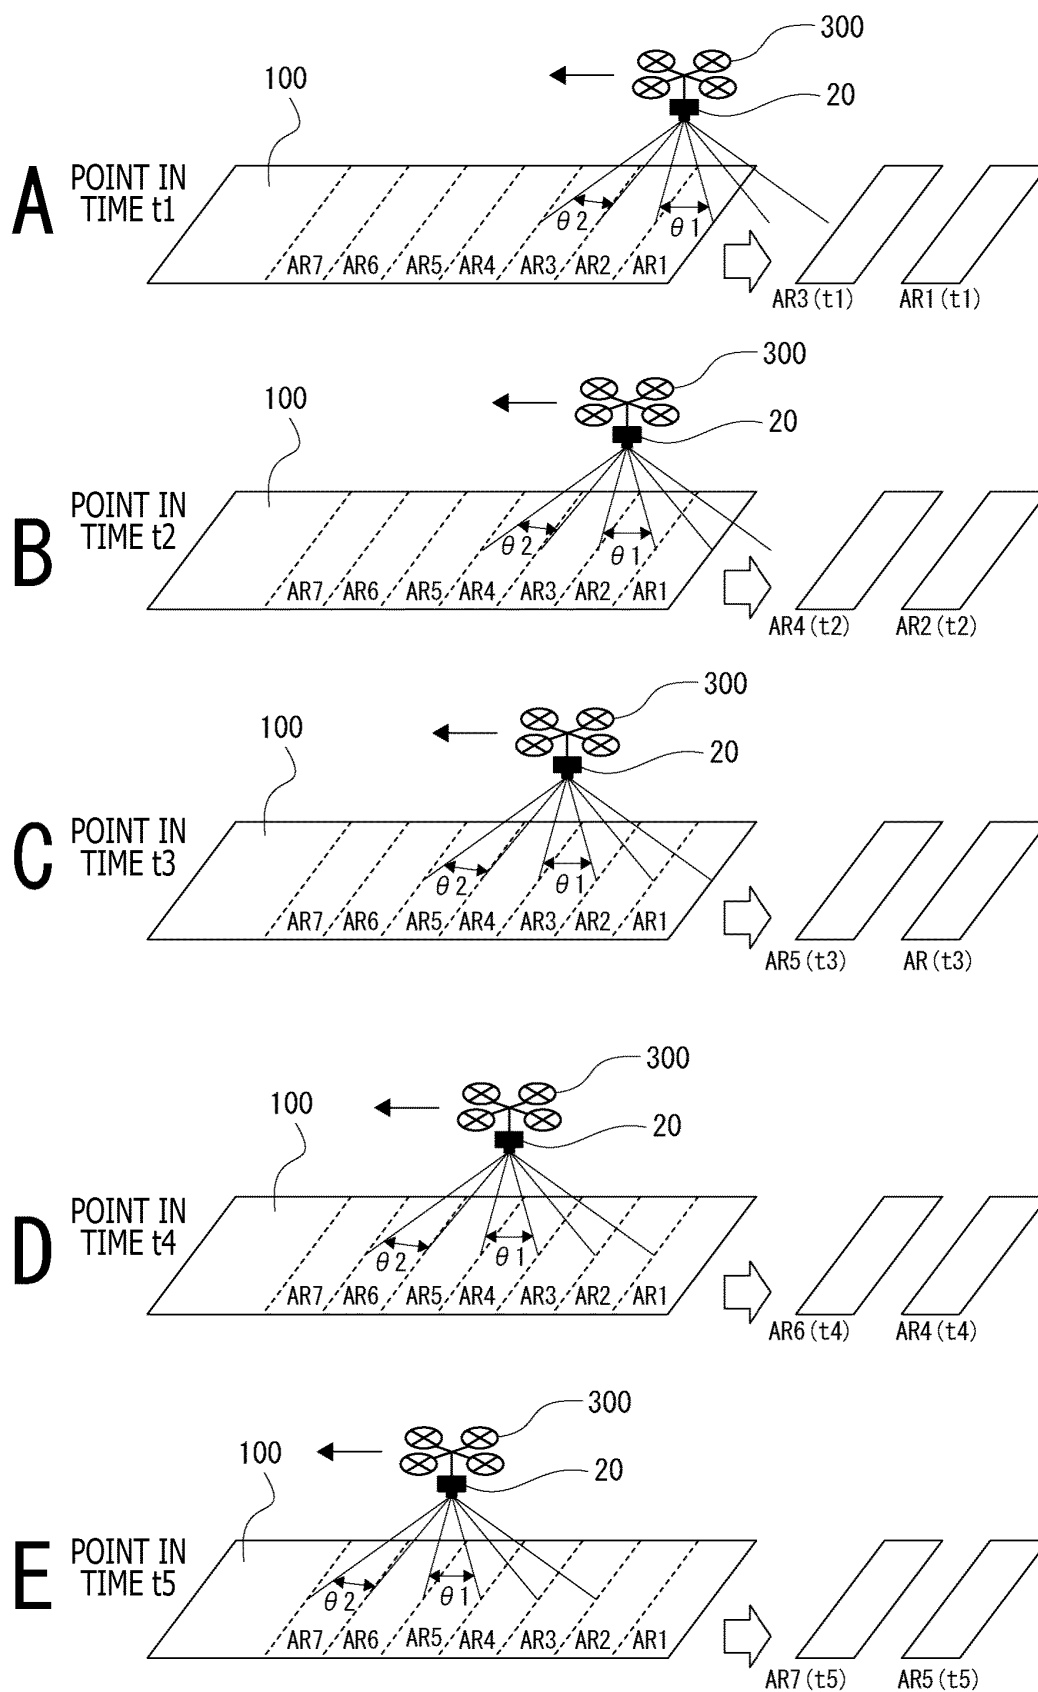 300
100
20
A
POINT IN
TIME t1
θ2
θ1
AR7 AR6 AR5 AR4 AR3 AR2 AR1
AR3(t1) AR1(t1)
300
100
20
B
POINT IN
TIME t2
θ2
θ1
AR7 AR6 AR5 AR4 AR3 AR2 AR1
AR4(t2) AR2(t2)
300
100
20
C
POINT IN
TIME t3
θ2
θ1
AR7 AR6 AR5 AR4 AR3 AR2 AR1
AR5(t3) AR(t3)
300
100
20
D
POINT IN
TIME t4
θ2
θ1
AR7 AR6 AR5 AR4 AR3 AR2 AR1
AR6(t4) AR4(t4)
300
100
20
E
POINT IN
TIME t5
θ2
θ1
AR7 AR6 AR5 AR4 AR3 AR2 AR1
AR7(t5) AR5(t5)